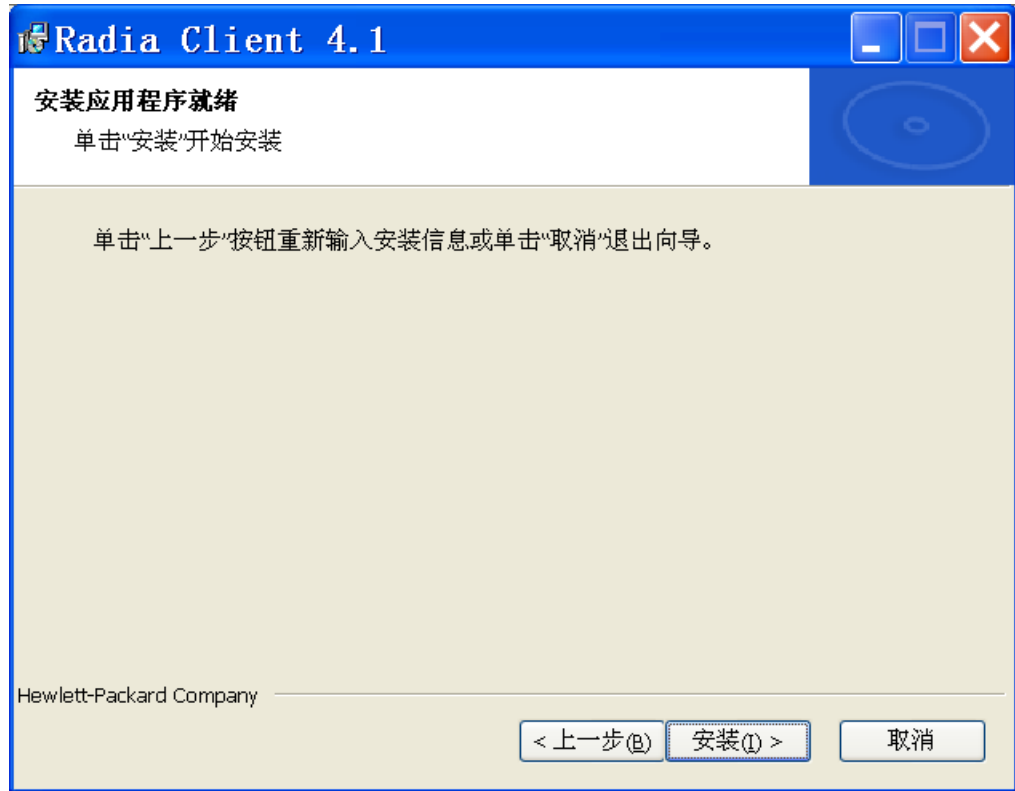 Radia Client 4.1
安装应用程序就绪
单击“安装”开始安装
单击“上一步”按钮重新输入安装信息或单击“取消”退出向导。
Hewlett-Packard Company
< 上一步(B) 安装(I) > 取消